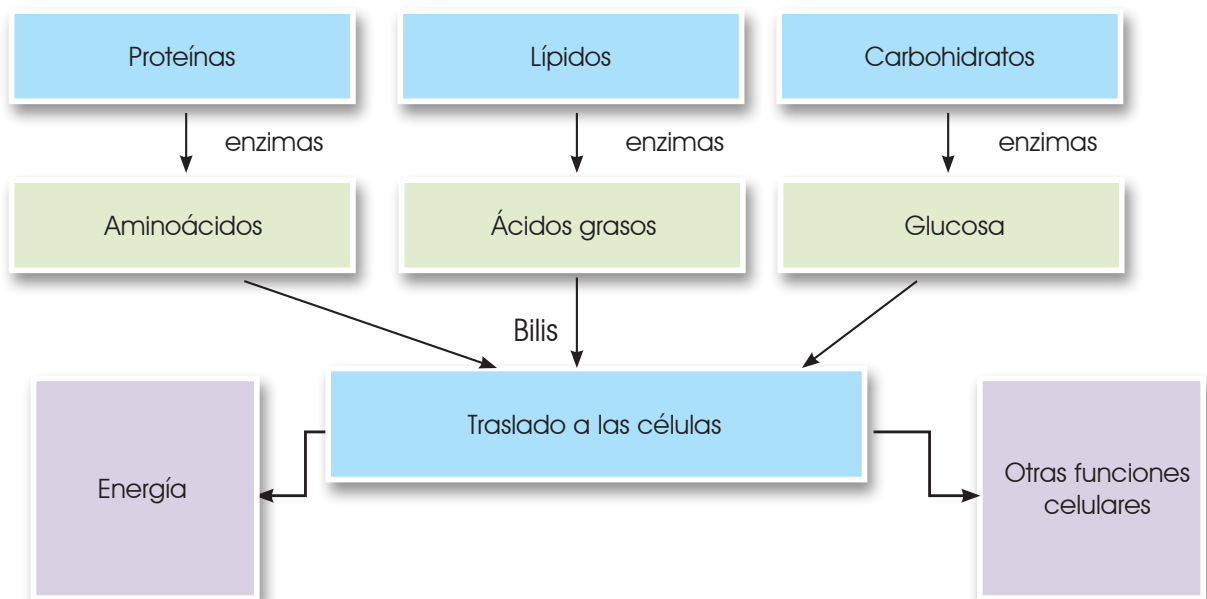 Proteínas
Lípidos
Carbohidratos
enzimas
enzimas
enzimas
Aminoácidos
Ácidos grasos
Glucosa
Bilis
Traslado a las células
Energía
Otras funciones
celulares